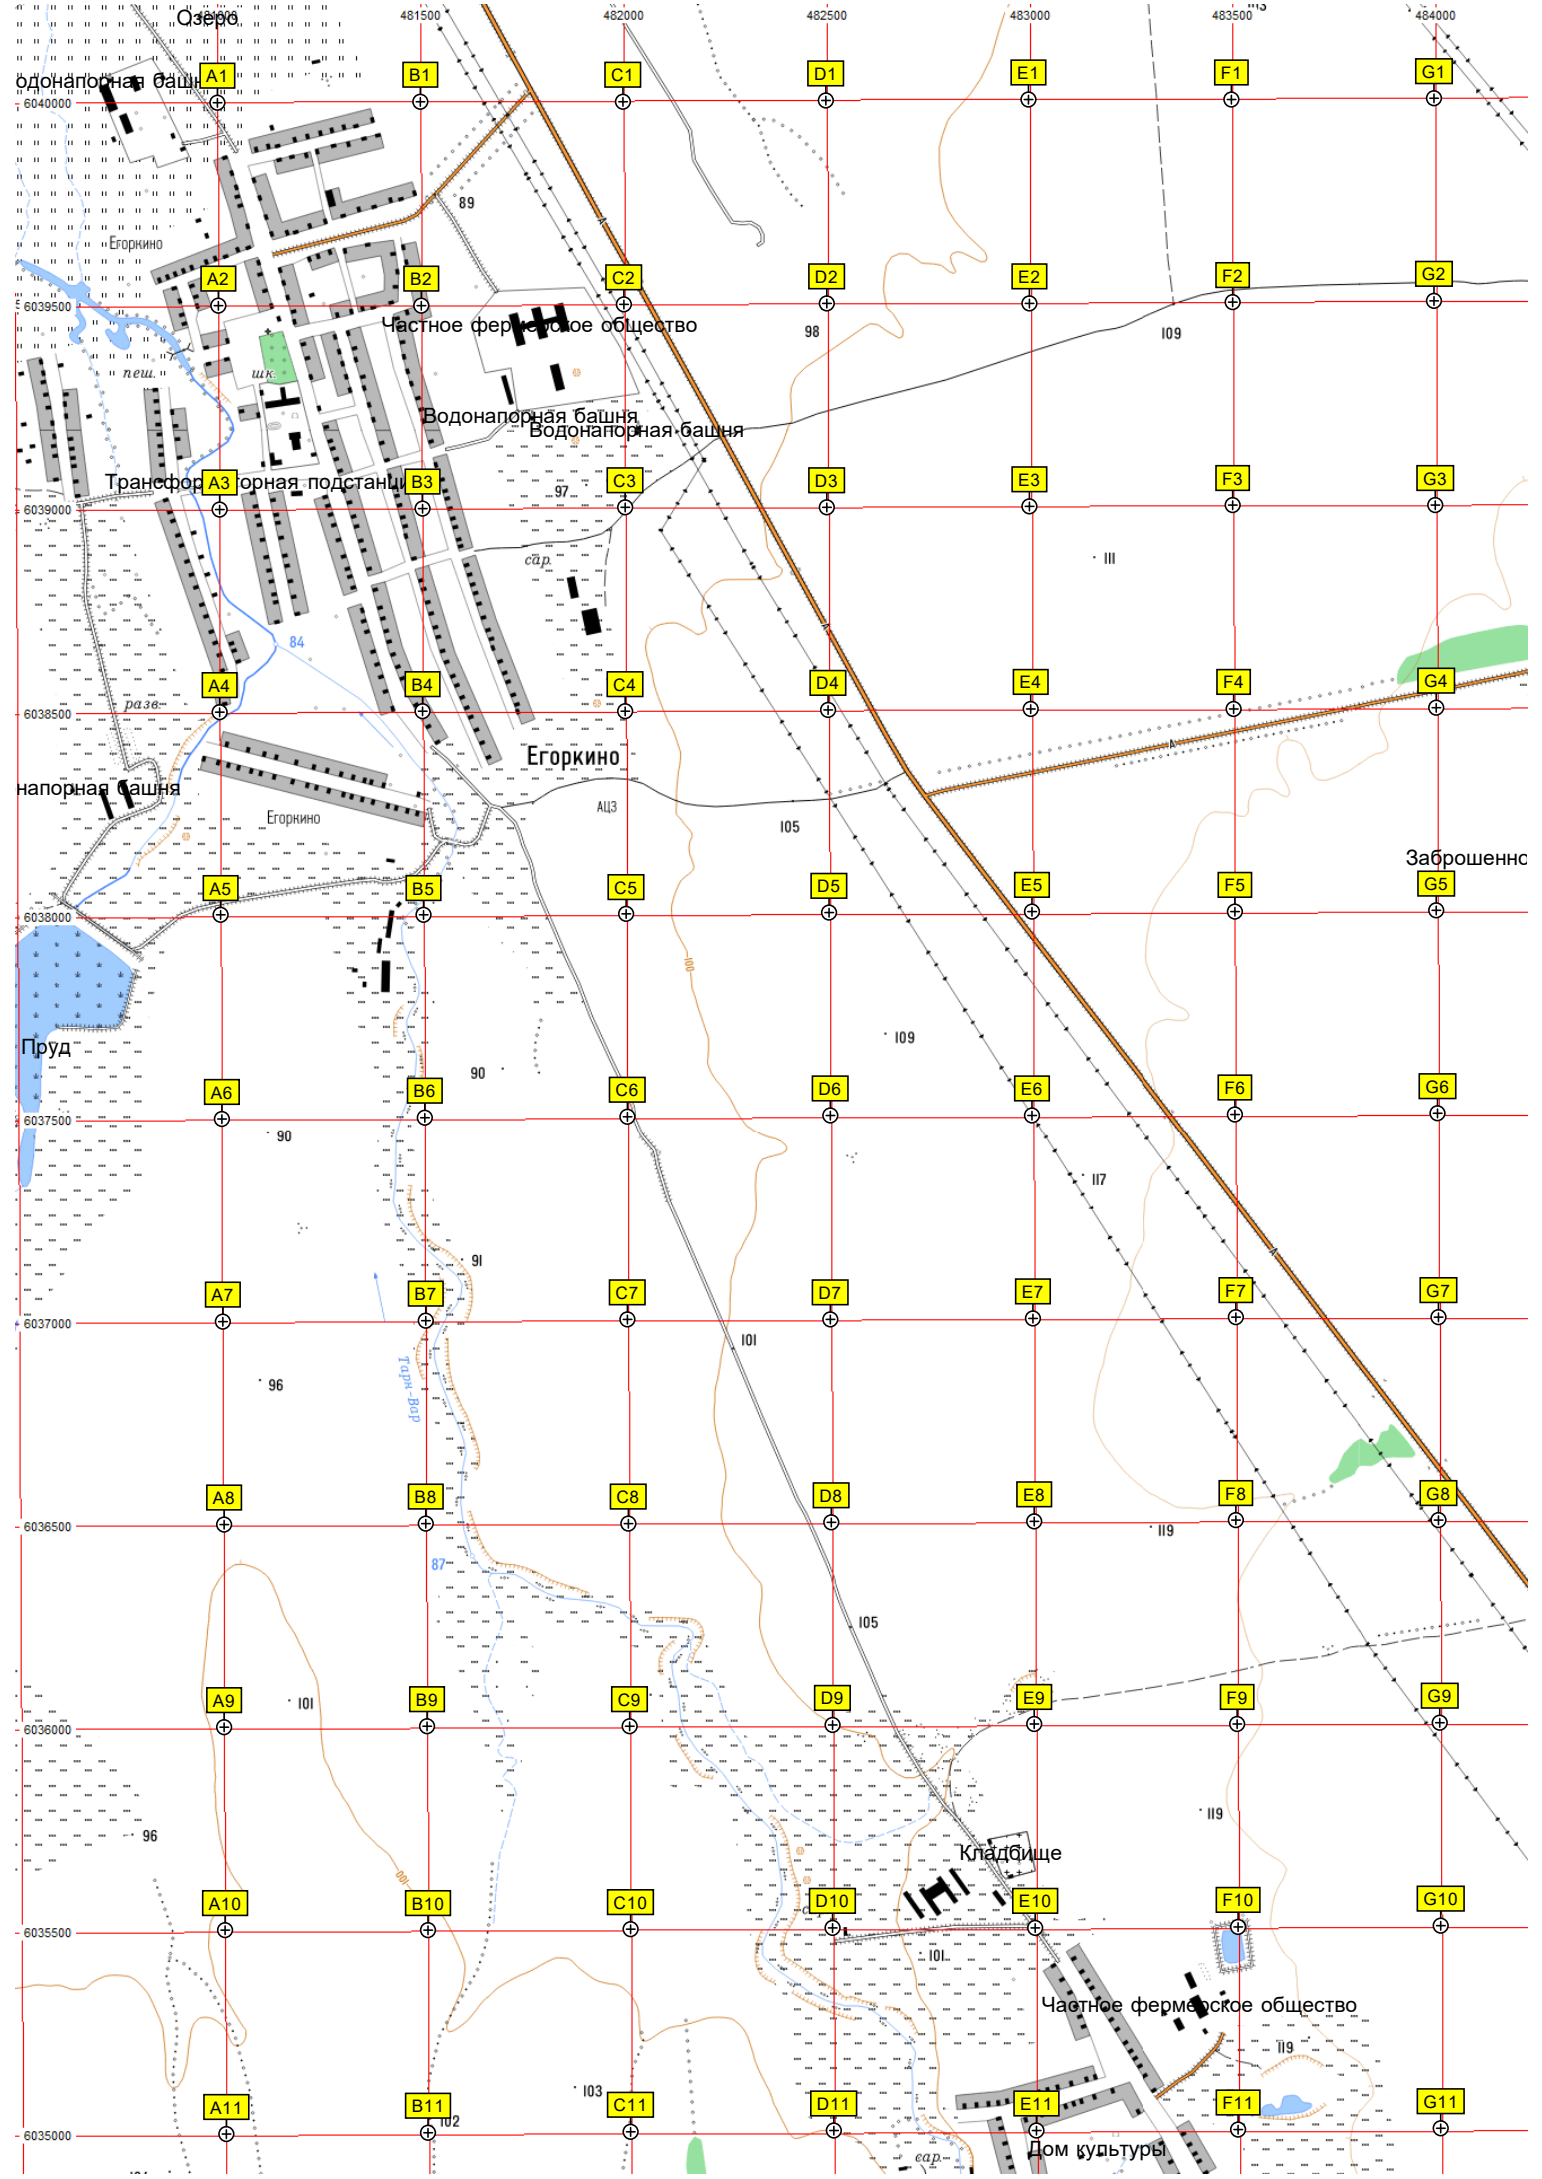 481000 481500 482000 482500 483000 483500 484000
Озеро
A1 B1 C1 D1 E1 F1 G1
одонапорная башн
6040000
89
Егоркино
A2 B2 C2 D2 E2 F2 G2
6039500
Частное фермерское общество
98
109
пеш.
шк.
Водонапорная башня
Водонапорная башня
Трансформаторная подстанци
A3 B3 C3 D3 E3 F3 G3
97
6039000
сар.
111
84
A4 B4 C4 D4 E4 F4 G4
разв.
6038500
Егоркино
напорная башня
АЦЗ
Егоркино
105
Заброшенно
A5 B5 C5 D5 E5 F5 G5
6038000
100
109
Пруд
90
A6 B6 C6 D6 E6 F6 G6
6037500
90
117
91
A7 B7 C7 D7 E7 F7 G7
6037000
101
Тарн-Вар
96
A8 B8 C8 D8 E8 F8 G8
6036500
119
87
105
A9 B9 C9 D9 E9 F9 G9
101
6036000
119
96
Кладбище
100
A10 B10 C10 D10 E10 F10 G10
6035500
101
Частное фермерское общество
119
103
A11 B11 C11 D11 E11 F11 G11
102
6035000
Дом культуры
сар.